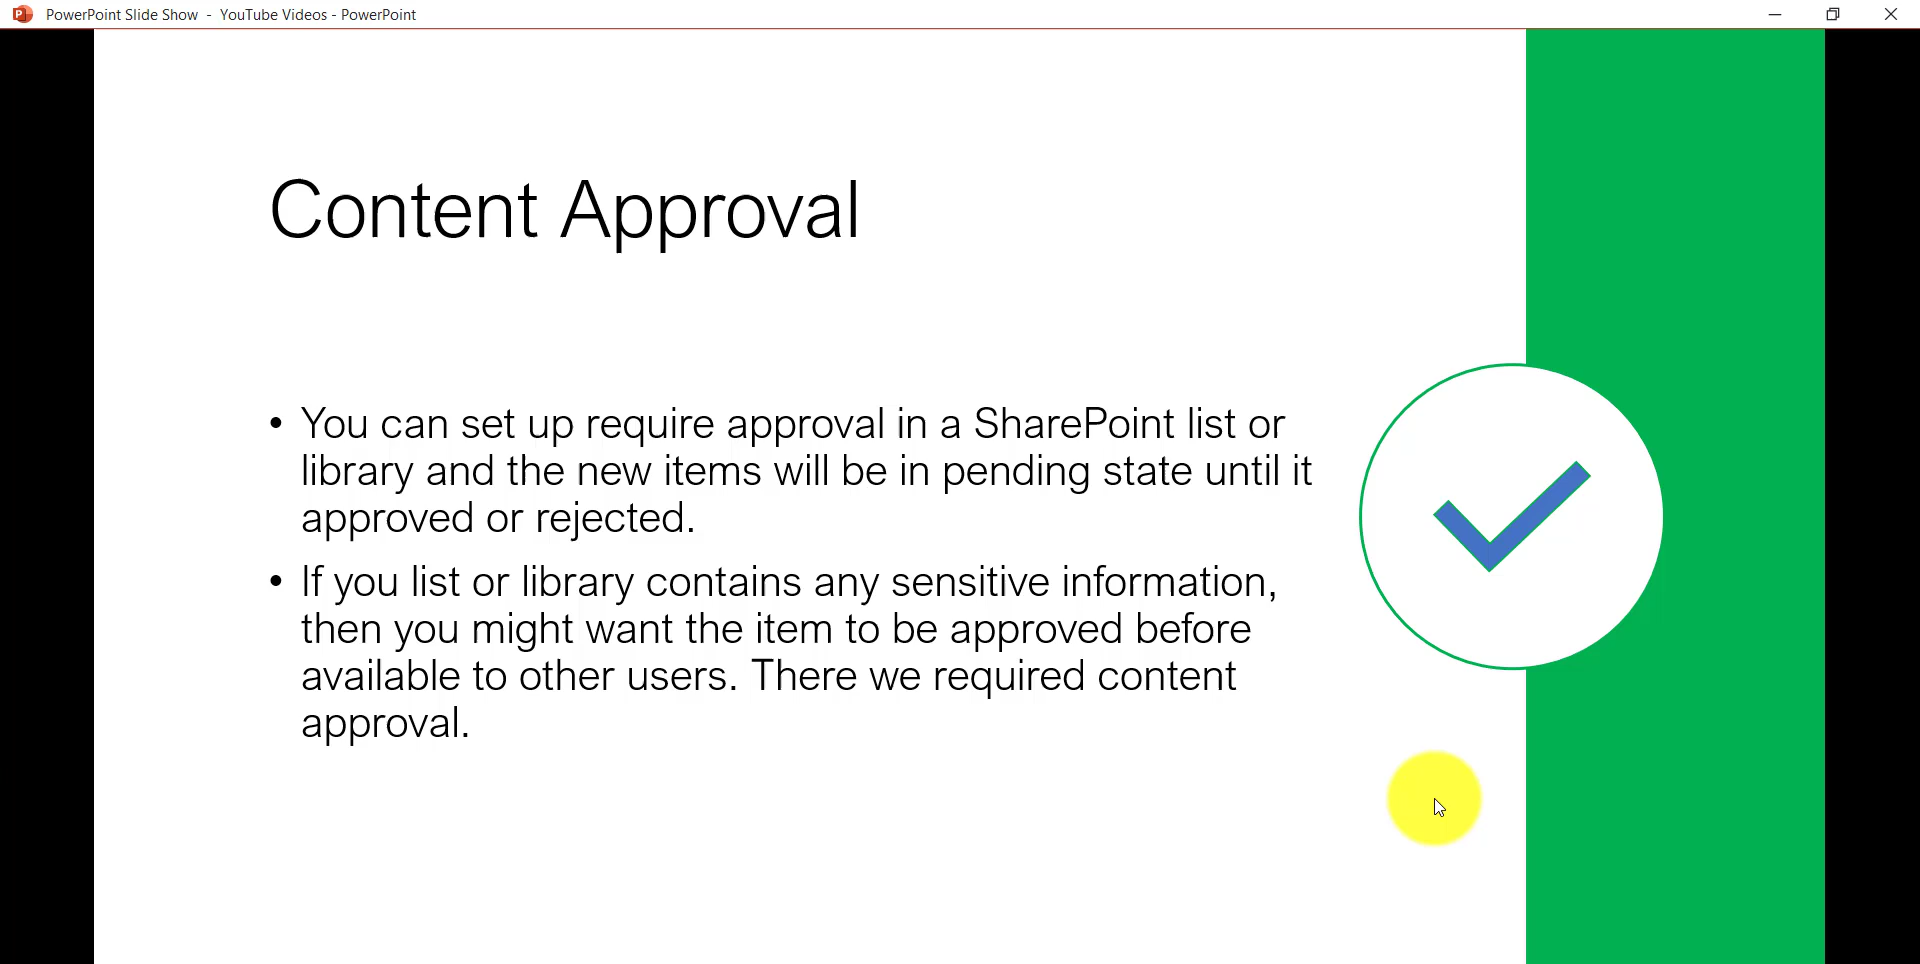 PowerPoint Slide Show - YouTube Videos - PowerPoint
Content Approval
• You can set up require approval in a SharePoint list or
library and the new items will be in pending state until it
approved or rejected.
• If you list or library contains any sensitive information,
then you might want the item to be approved before
available to other users. There we required content
approval.